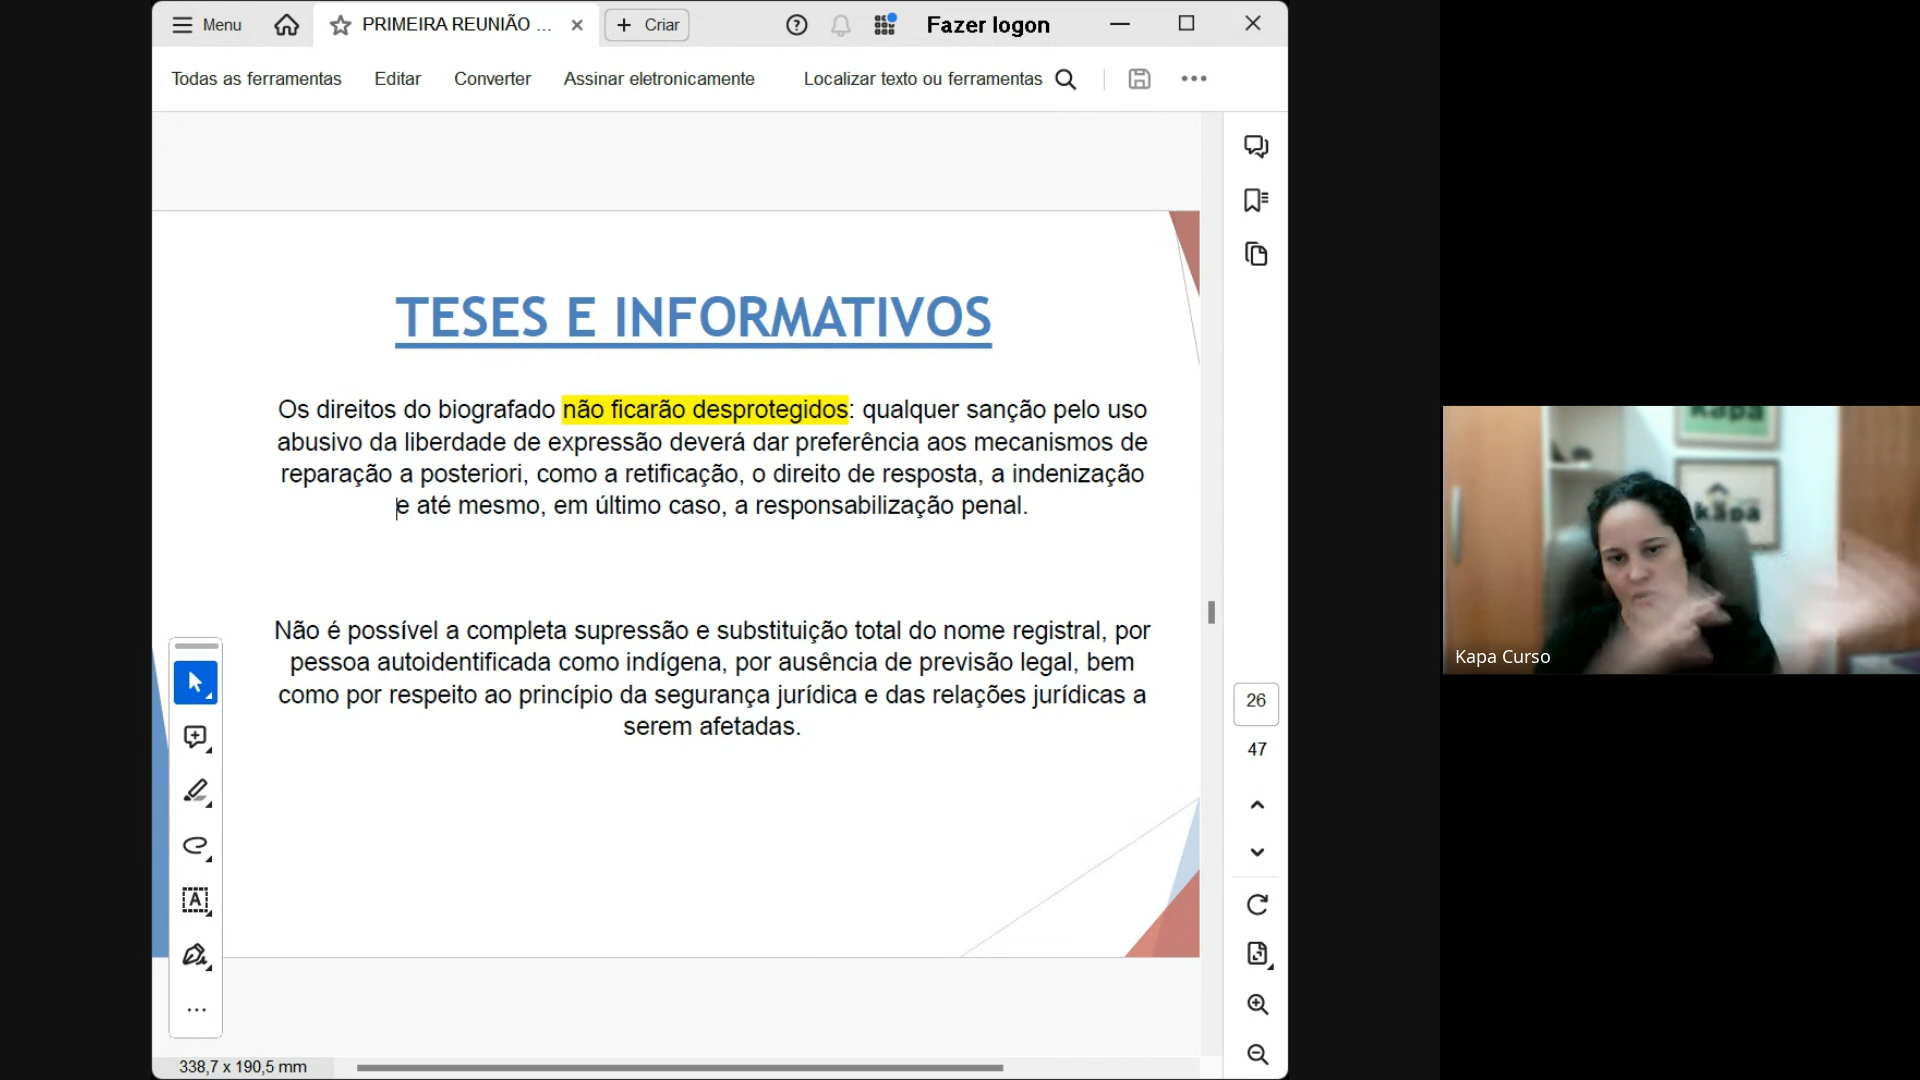 Menu
PRIMEIRA REUNIÃO ...
Criar
Fazer logon
Todas as ferramentas
Editar
Converter
Assinar eletronicamente
Localizar texto ou ferramentas
TESES E INFORMATIVOS
Os direitos do biografado não ficarão desprotegidos: qualquer sanção pelo uso
abusivo da liberdade de expressão deverá dar preferência aos mecanismos de
reparação a posteriori, como a retificação, o direito de resposta, a indenização
e até mesmo, em último caso, a responsabilização penal.
Não é possível a completa supressão e substituição total do nome registral, por
pessoa autoidentificada como indígena, por ausência de previsão legal, bem
como por respeito ao princípio da segurança jurídica e das relações jurídicas a
serem afetadas.
26
47
338,7 x 190,5 mm
kapa
kapa
Kapa Curso